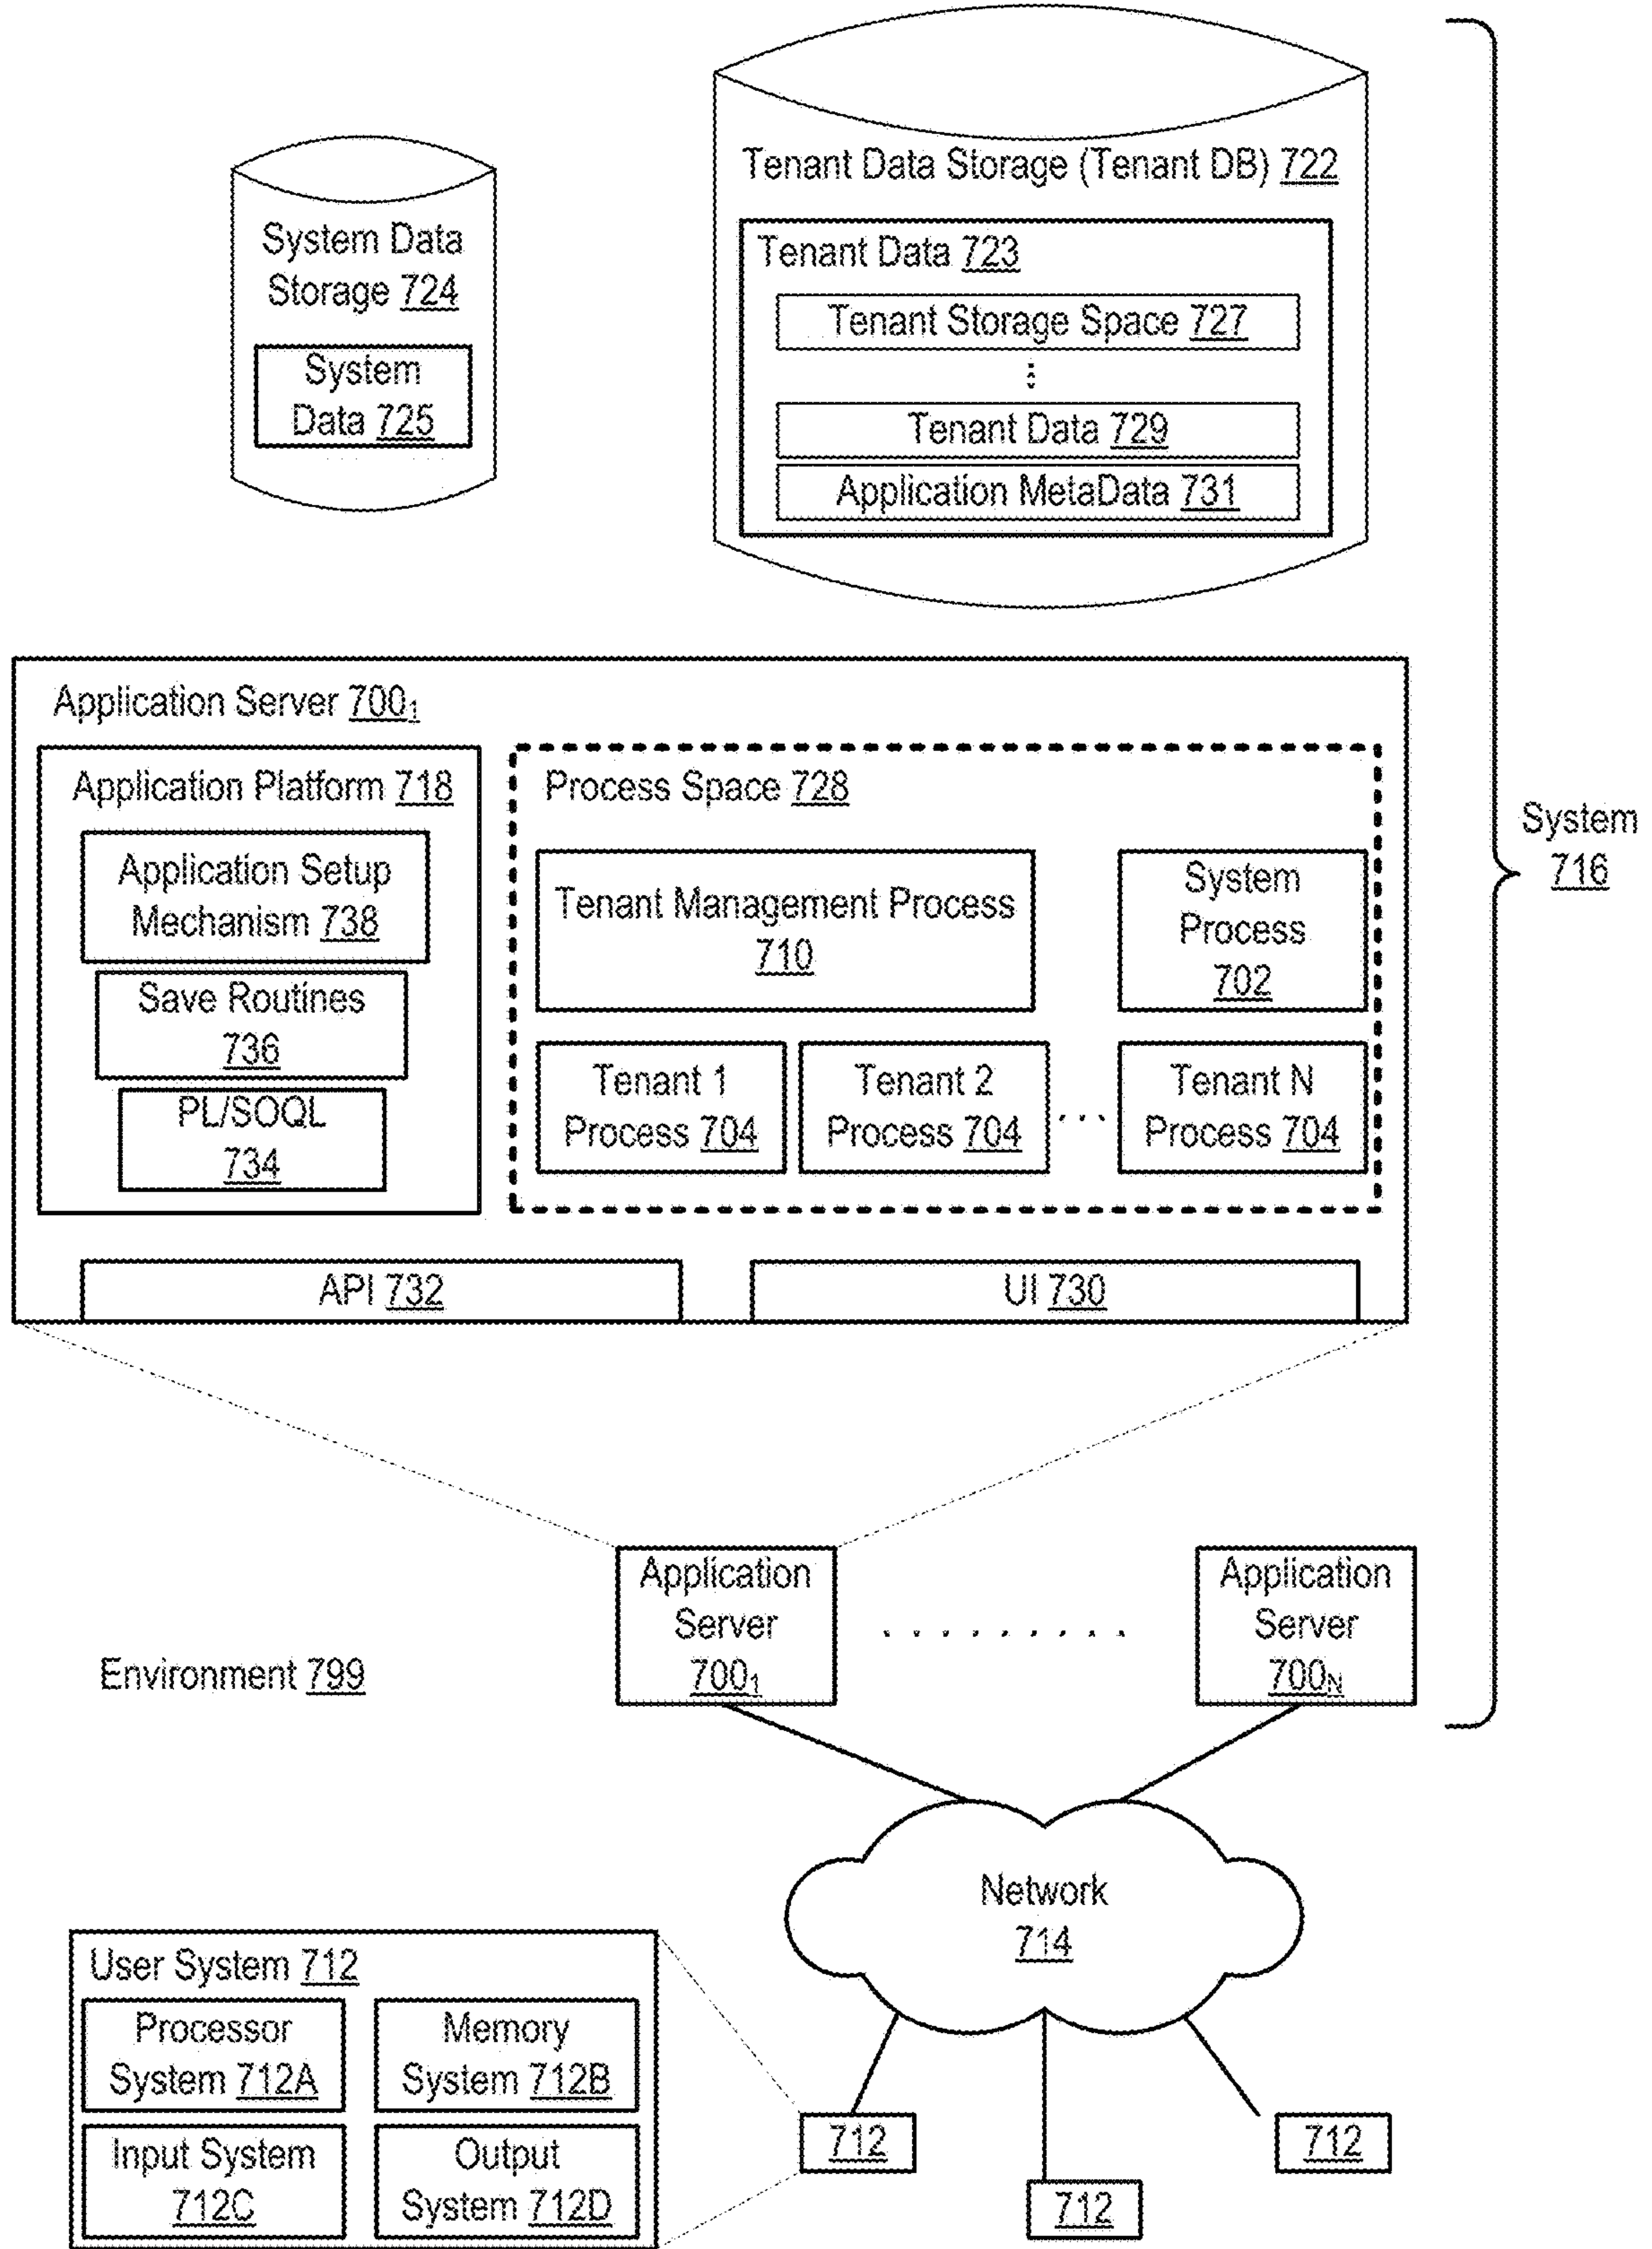 Tenant Data Storage (Tenant DB) 722
System Data
Storage 724
System
Data 725
Tenant Data 723
Tenant Storage Space 727
Tenant Data 729
Application MetaData 731
System
716
Application Server 700₁
Application Platform 718
Application Setup
Mechanism 738
Save Routines
736
PL/SOQL
734
Process Space 728
Tenant Management Process
710
System
Process
702
Tenant 1
Process 704
Tenant 2
Process 704
Tenant N
Process 704
API 732
UI 730
Application
Server
700₁
Application
Server
700N
Environment 799
Network
714
User System 712
Processor
System 712A
Memory
System 712B
Input System
712C
Output
System 712D
712
712
712